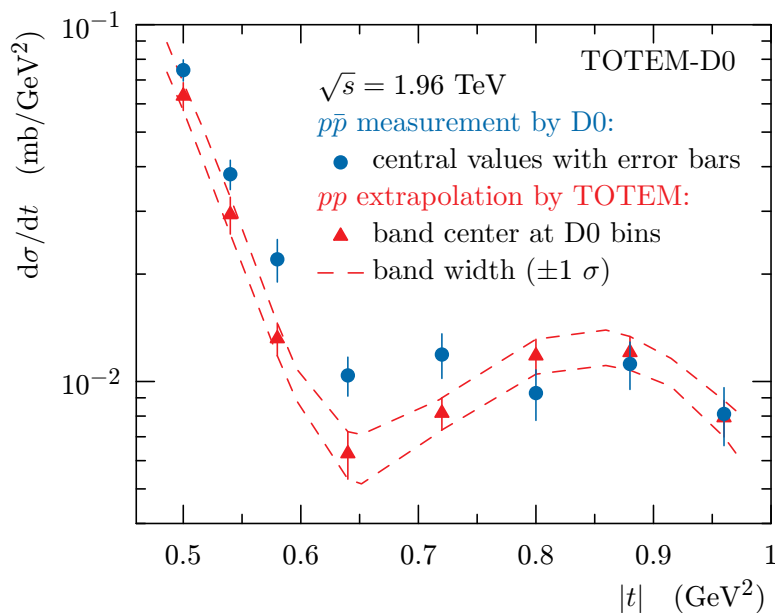 10⁻¹
TOTEM-D0
√s = 1.96 TeV
pp̄ measurement by D0:
central values with error bars
pp extrapolation by TOTEM:
band center at D0 bins
band width (±1 σ)
dσ/dt (mb/GeV²)
10⁻²
0.5 0.6 0.7 0.8 0.9 1
|t| (GeV²)